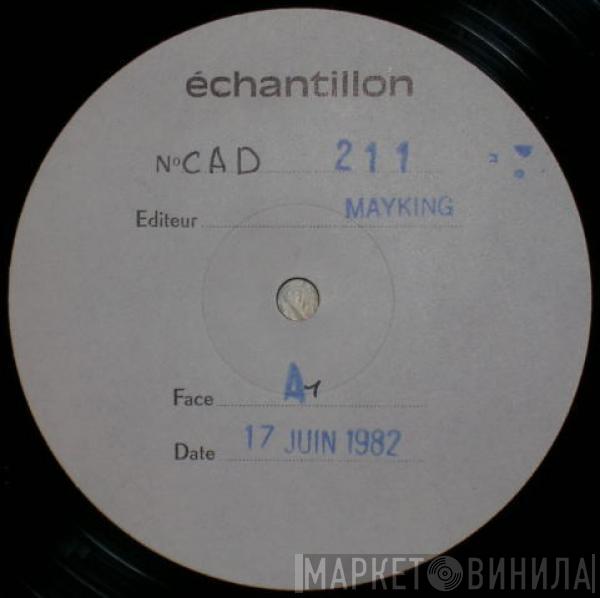 échantillon
Nº CAD 211
Editeur MAYKING
Face A1
Date 17 JUIN 1982
МАРКЕТ ВИНИЛА